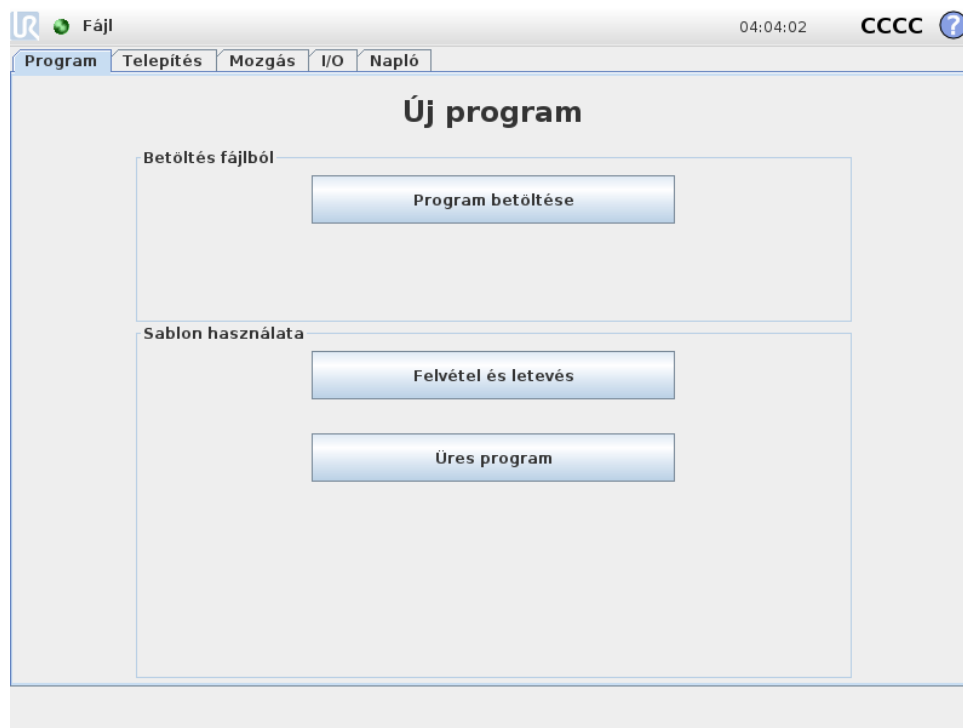 UR Fájl 04:04:02 CCCC ?
Program Telepítés Mozgás I/O Napló
Új program
Betöltés fájlból
Program betöltése
Sablon használata
Felvétel és letevés
Üres program